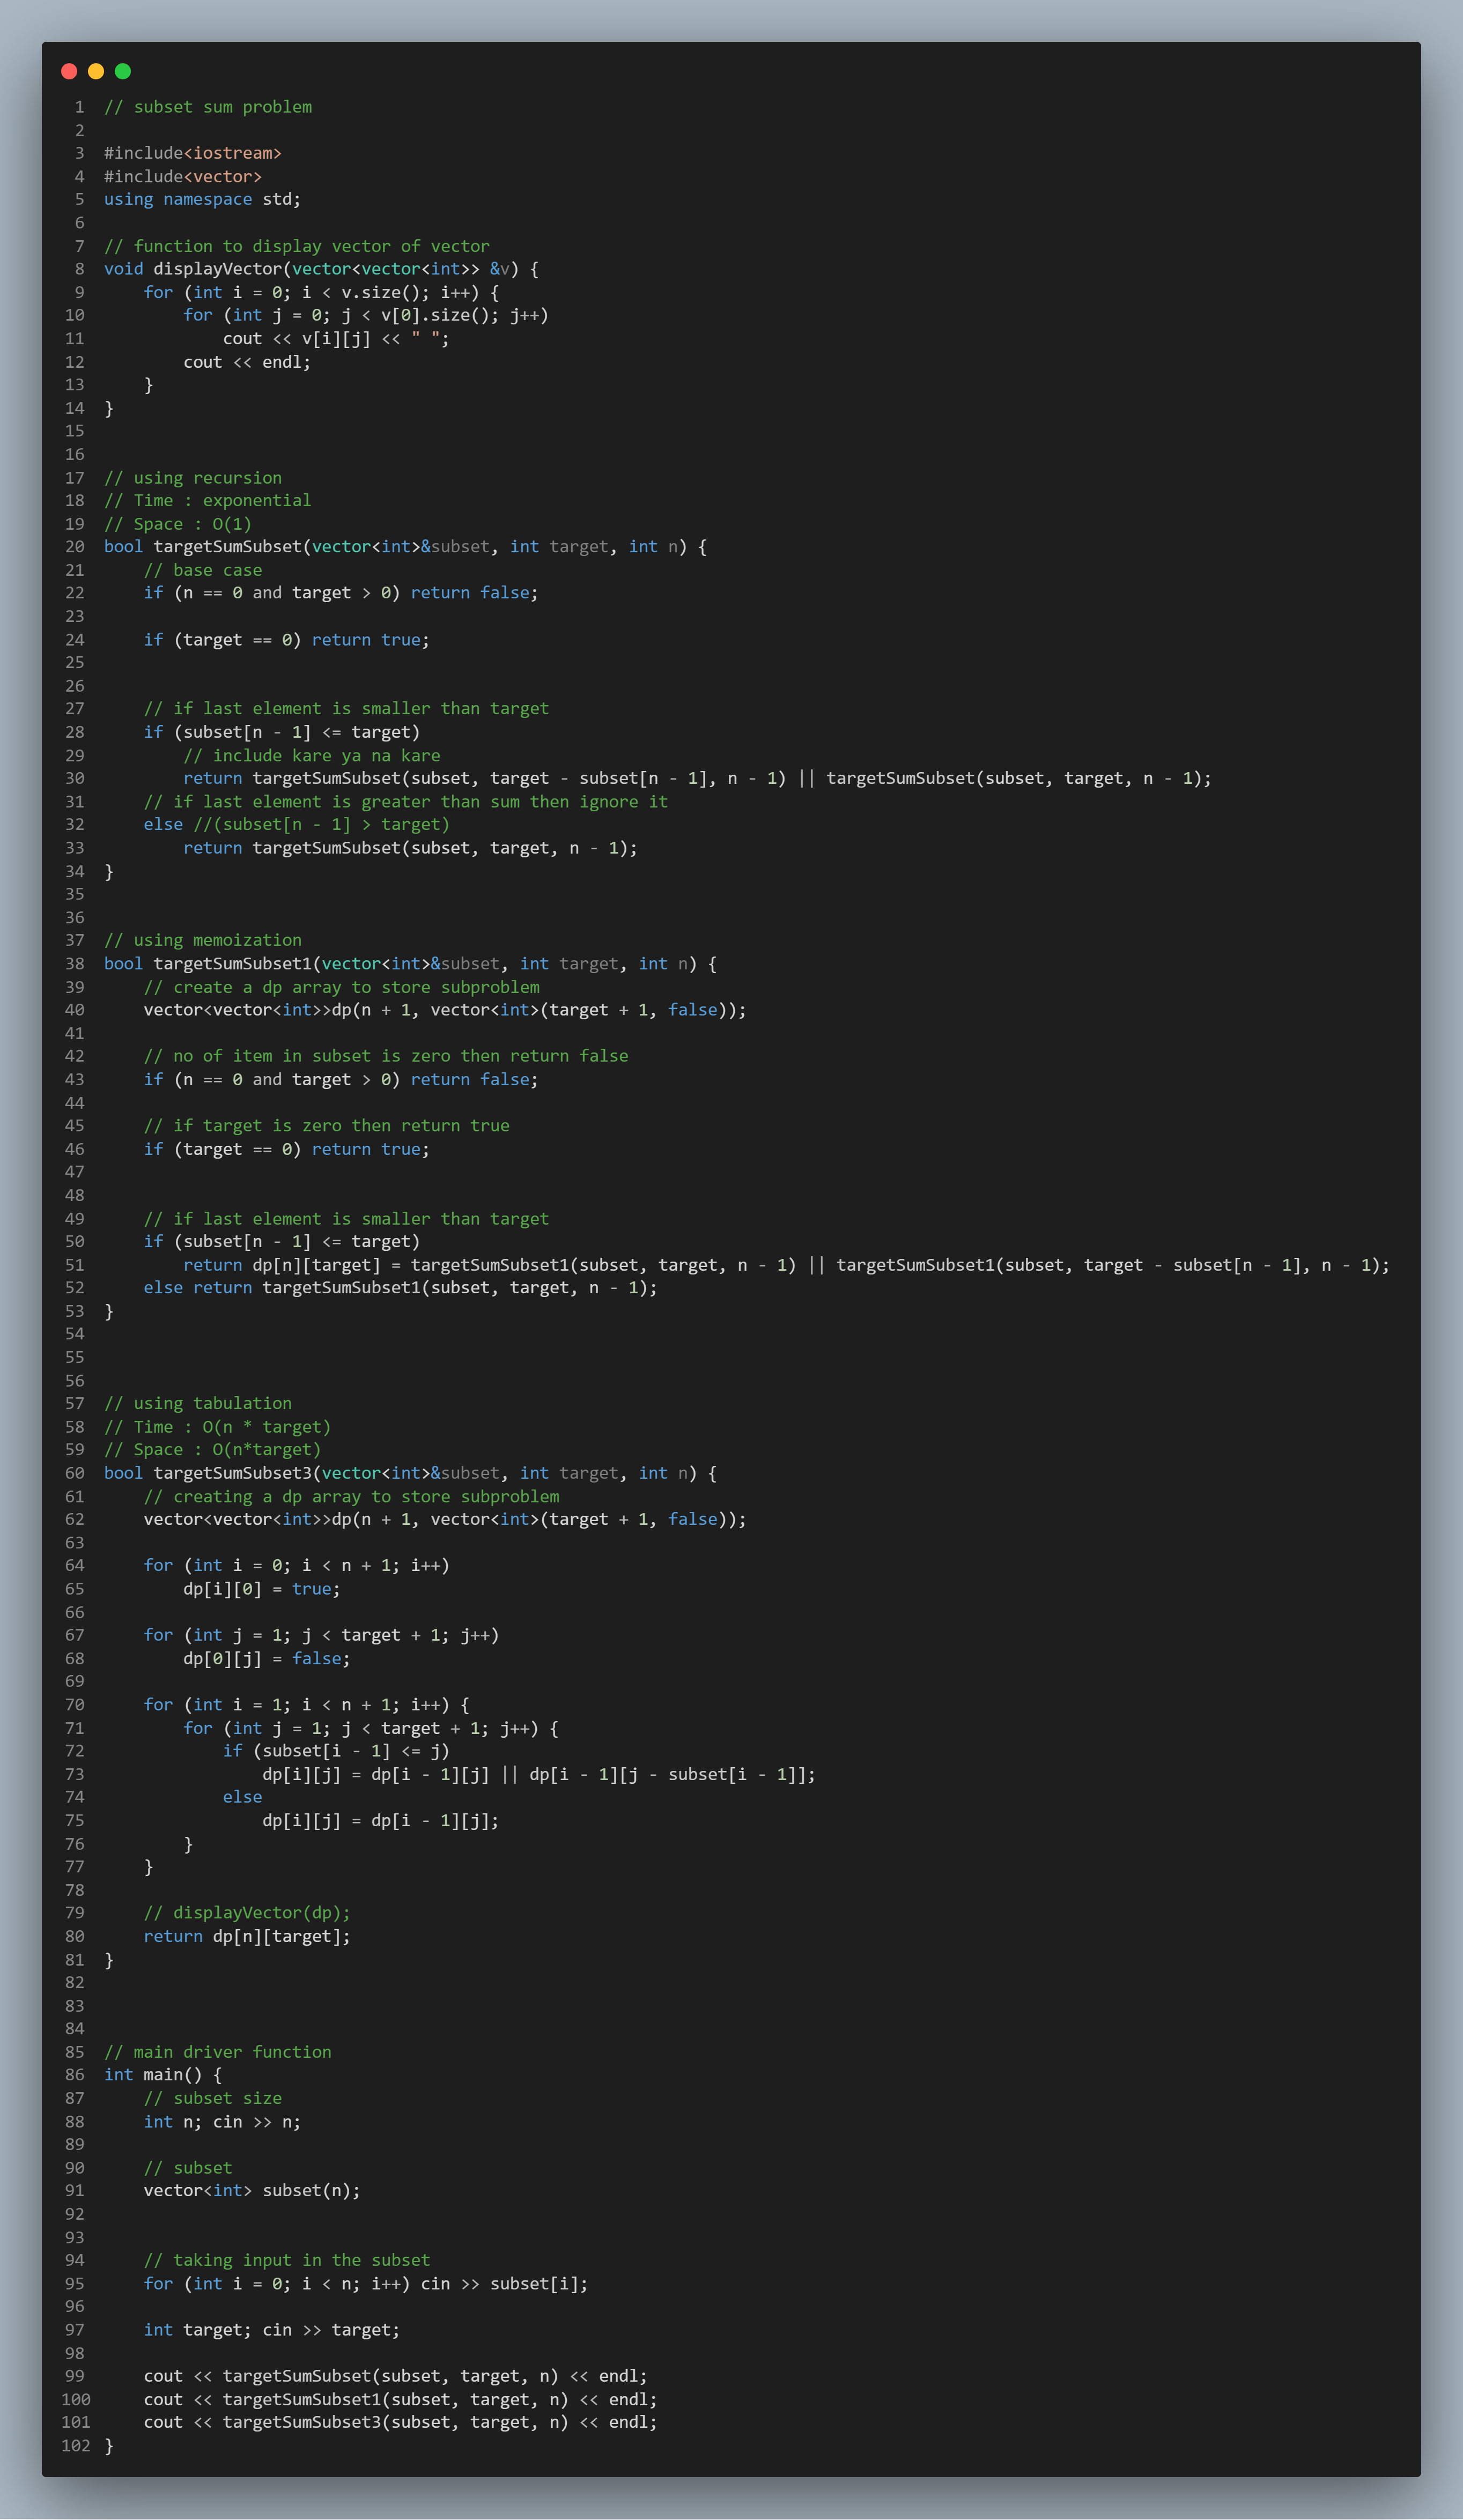 1 // subset sum problem
2
3 #include<iostream>
4 #include<vector>
5 using namespace std;
6
7 // function to display vector of vector
8 void displayVector(vector<vector<int>> &v) {
9     for (int i = 0; i < v.size(); i++) {
10         for (int j = 0; j < v[0].size(); j++)
11             cout << v[i][j] << " ";
12         cout << endl;
13     }
14 }
15
16
17 // using recursion
18 // Time : exponential
19 // Space : O(1)
20 bool targetSumSubset(vector<int>&subset, int target, int n) {
21     // base case
22     if (n == 0 and target > 0) return false;
23
24     if (target == 0) return true;
25
26
27     // if last element is smaller than target
28     if (subset[n - 1] <= target)
29         // include kare ya na kare
30         return targetSumSubset(subset, target - subset[n - 1], n - 1) || targetSumSubset(subset, target, n - 1);
31     // if last element is greater than sum then ignore it
32     else //(subset[n - 1] > target)
33         return targetSumSubset(subset, target, n - 1);
34 }
35
36
37 // using memoization
38 bool targetSumSubset1(vector<int>&subset, int target, int n) {
39     // create a dp array to store subproblem
40     vector<vector<int>>dp(n + 1, vector<int>(target + 1, false));
41
42     // no of item in subset is zero then return false
43     if (n == 0 and target > 0) return false;
44
45     // if target is zero then return true
46     if (target == 0) return true;
47
48
49     // if last element is smaller than target
50     if (subset[n - 1] <= target)
51         return dp[n][target] = targetSumSubset1(subset, target, n - 1) || targetSumSubset1(subset, target - subset[n - 1], n - 1);
52     else return targetSumSubset1(subset, target, n - 1);
53 }
54
55
56
57 // using tabulation
58 // Time : O(n * target)
59 // Space : O(n*target)
60 bool targetSumSubset3(vector<int>&subset, int target, int n) {
61     // creating a dp array to store subproblem
62     vector<vector<int>>dp(n + 1, vector<int>(target + 1, false));
63
64     for (int i = 0; i < n + 1; i++)
65         dp[i][0] = true;
66
67     for (int j = 1; j < target + 1; j++)
68         dp[0][j] = false;
69
70     for (int i = 1; i < n + 1; i++) {
71         for (int j = 1; j < target + 1; j++) {
72             if (subset[i - 1] <= j)
73                 dp[i][j] = dp[i - 1][j] || dp[i - 1][j - subset[i - 1]];
74             else
75                 dp[i][j] = dp[i - 1][j];
76         }
77     }
78
79     // displayVector(dp);
80     return dp[n][target];
81 }
82
83
84
85 // main driver function
86 int main() {
87     // subset size
88     int n; cin >> n;
89
90     // subset
91     vector<int> subset(n);
92
93
94     // taking input in the subset
95     for (int i = 0; i < n; i++) cin >> subset[i];
96
97     int target; cin >> target;
98
99     cout << targetSumSubset(subset, target, n) << endl;
100     cout << targetSumSubset1(subset, target, n) << endl;
101     cout << targetSumSubset3(subset, target, n) << endl;
102 }